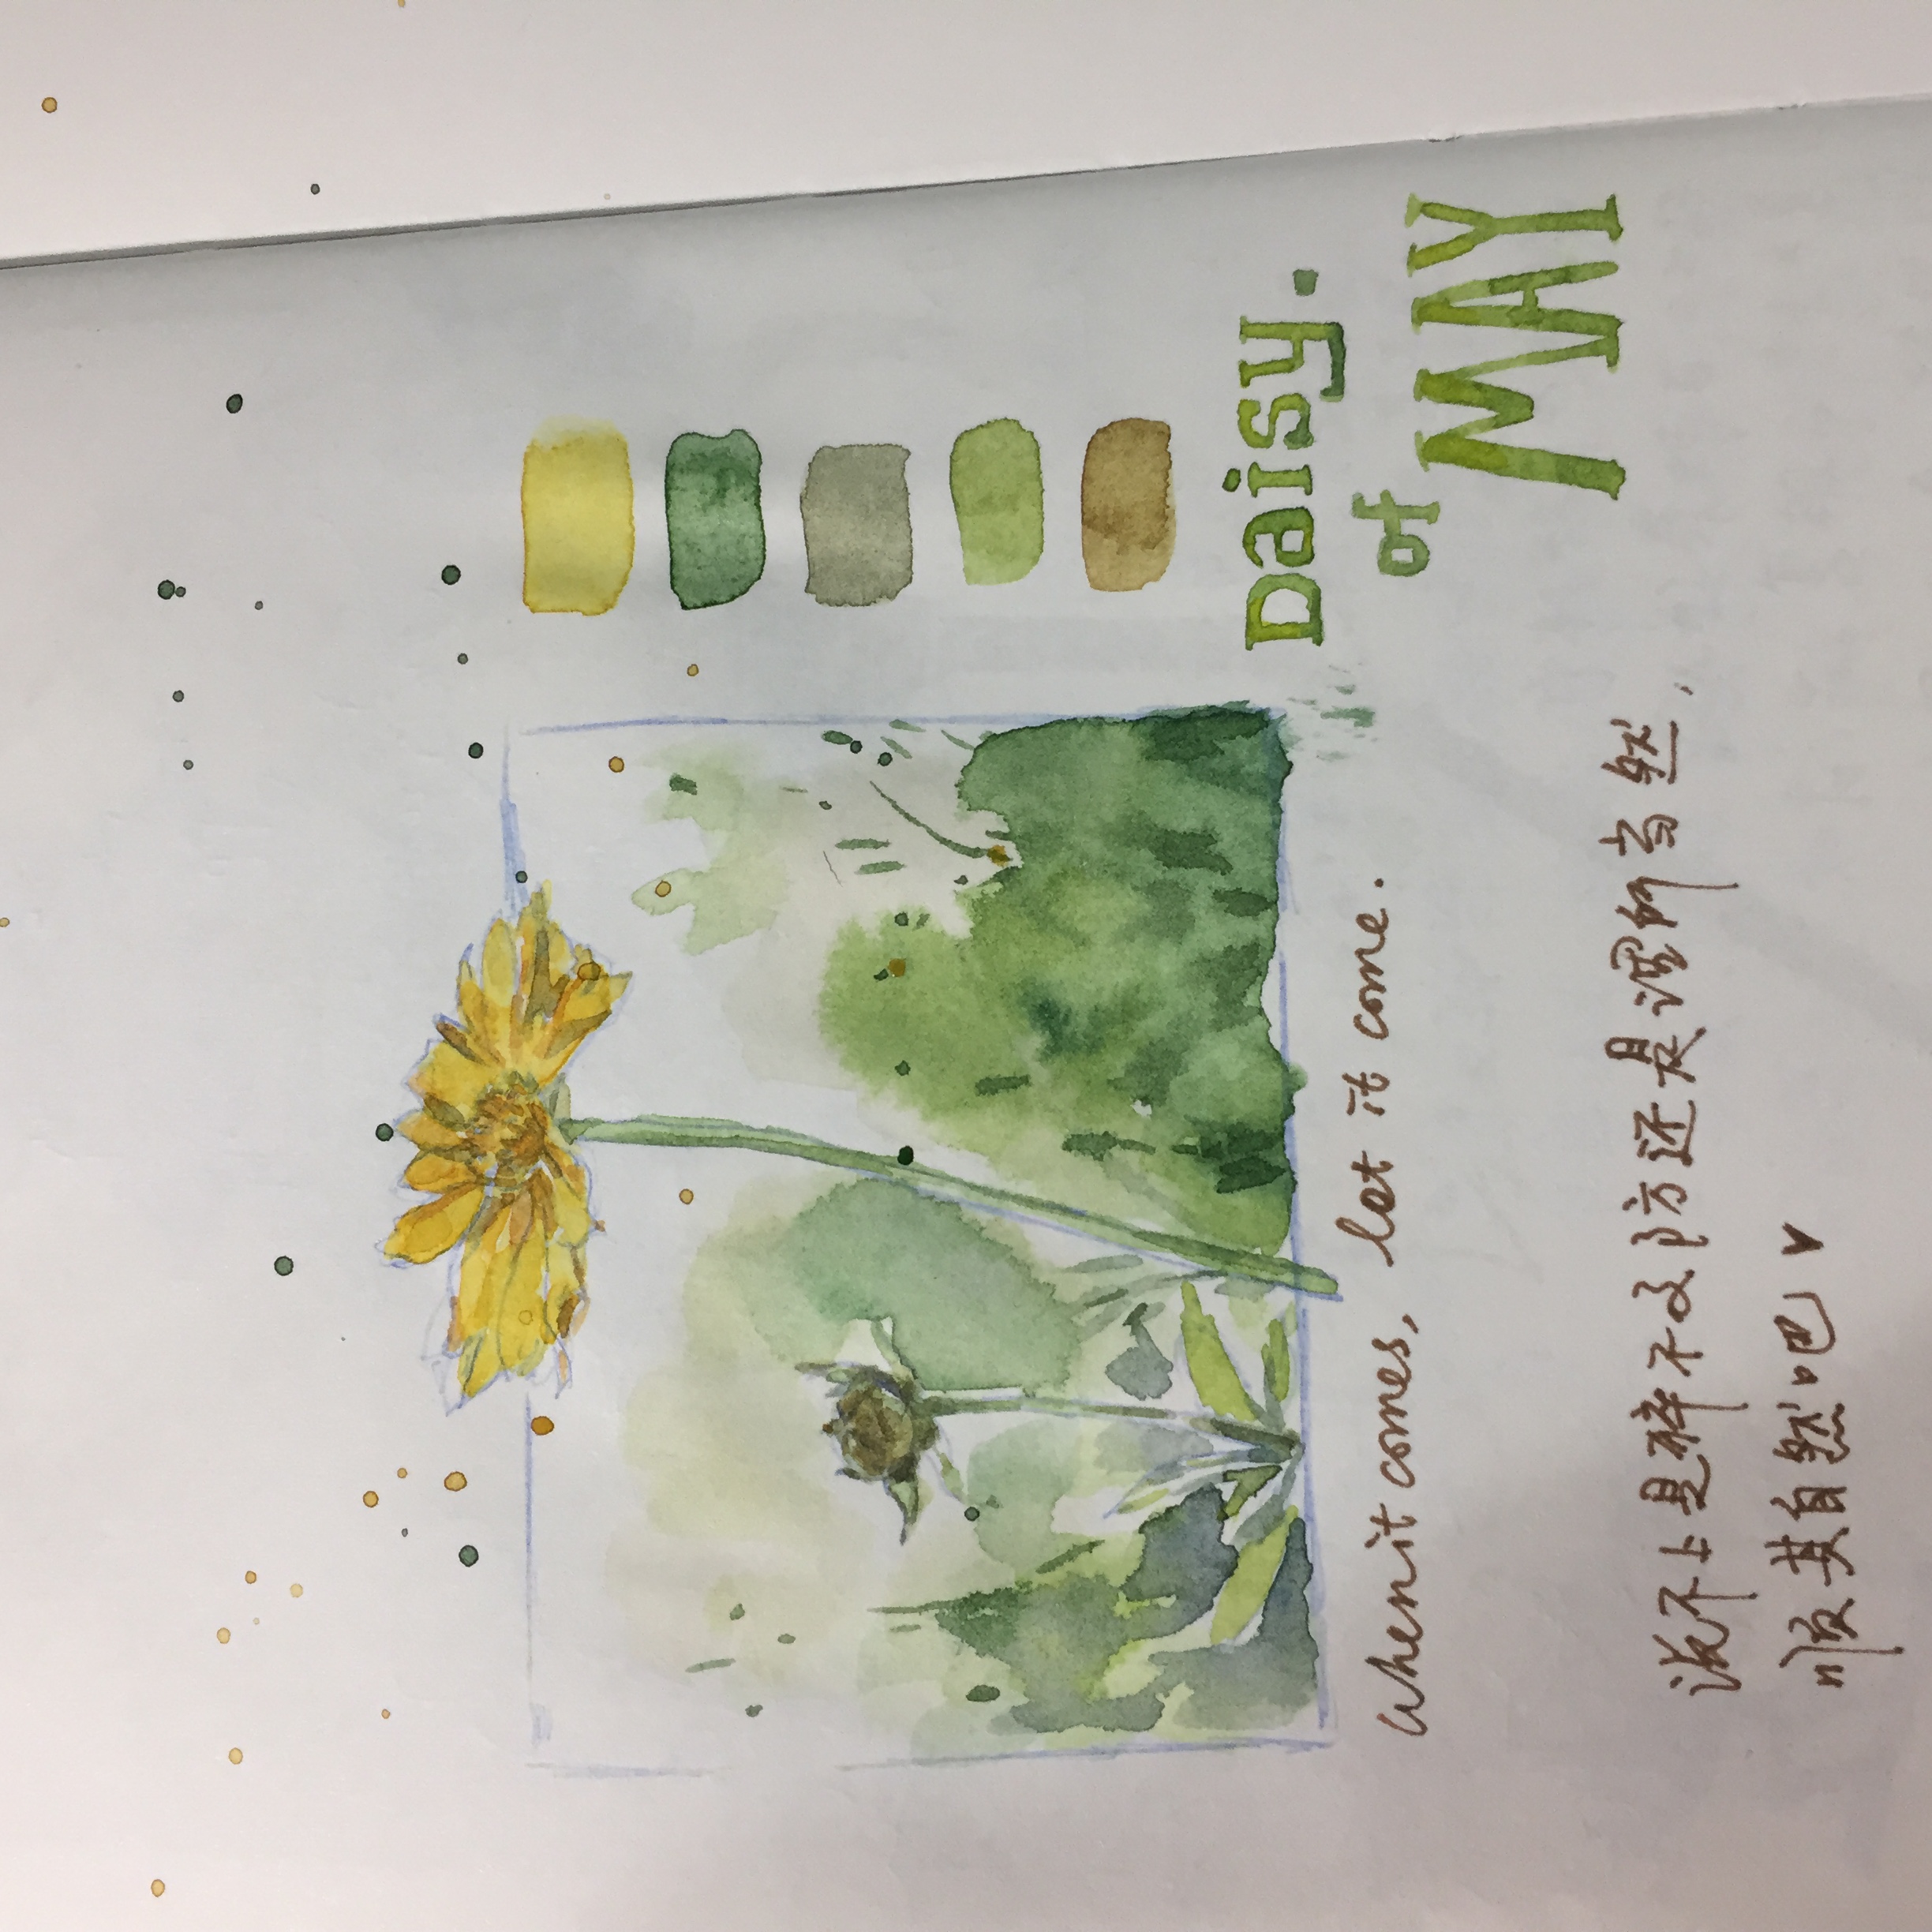 Daisy.
of
MAY
When it comes, let it come.
说不上是猝不及防还是理所当然,
顺其自然吧